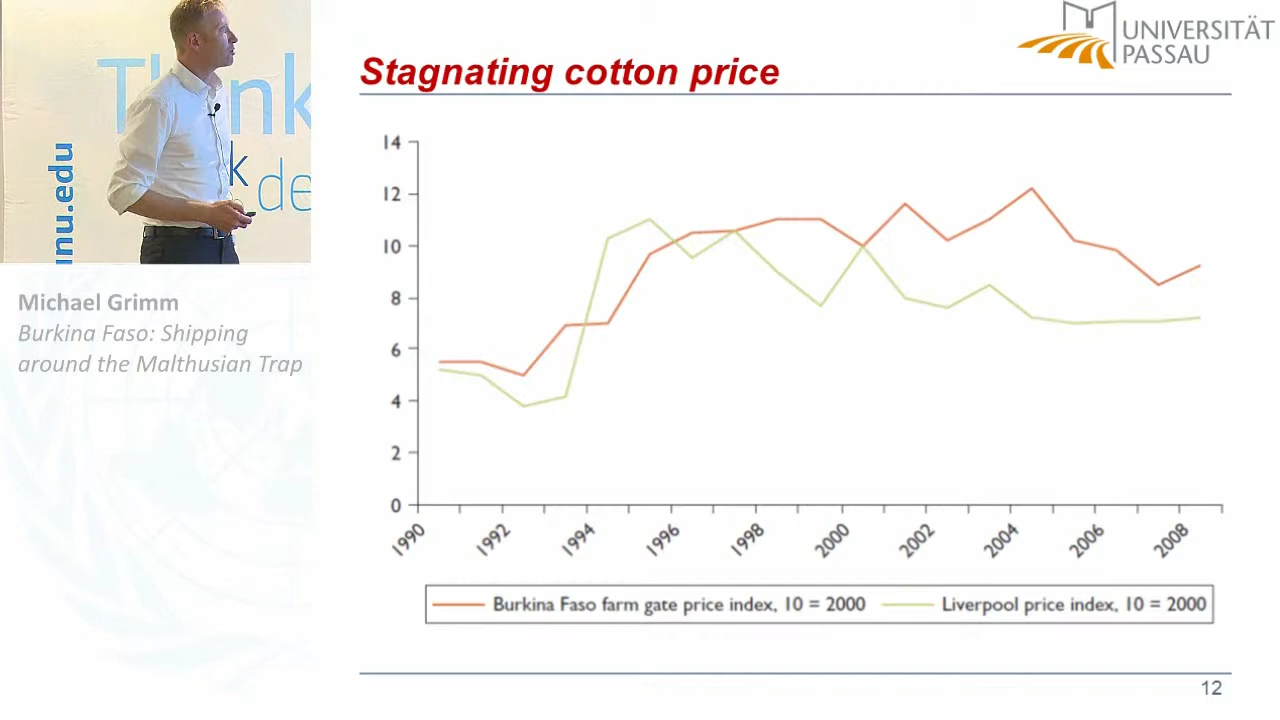 Stagnating cotton price
UNIVERSITÄT
PASSAU
Think
k
de
unu.edu
Michael Grimm
Burkina Faso: Shipping
around the Malthusian Trap
14
12
10
8
6
4
2
0
1990
1992
1994
1996
1998
2000
2002
2004
2006
2008
Burkina Faso farm gate price index, 10 = 2000
Liverpool price index, 10 = 2000
12